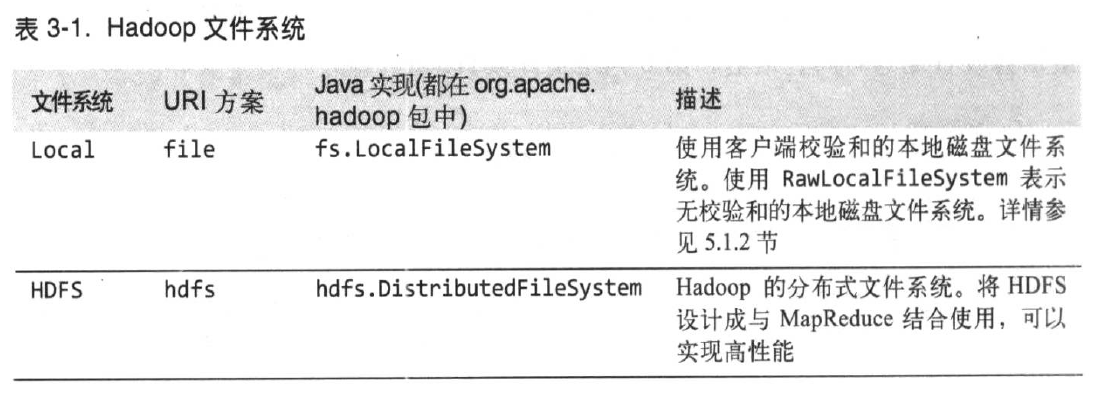 表 3-1. Hadoop 文件系统
文件系统 URI 方案 Java 实现(都在 org.apache. hadoop 包中) 描述
Local file fs.LocalFileSystem 使用客户端校验和的本地磁盘文件系
统。使用 RawLocalFileSystem 表示
无校验和的本地磁盘文件系统。详情参
见 5.1.2 节
HDFS hdfs hdfs.DistributedFileSystem Hadoop 的分布式文件系统。将 HDFS
设计成与 MapReduce 结合使用，可以
实现高性能